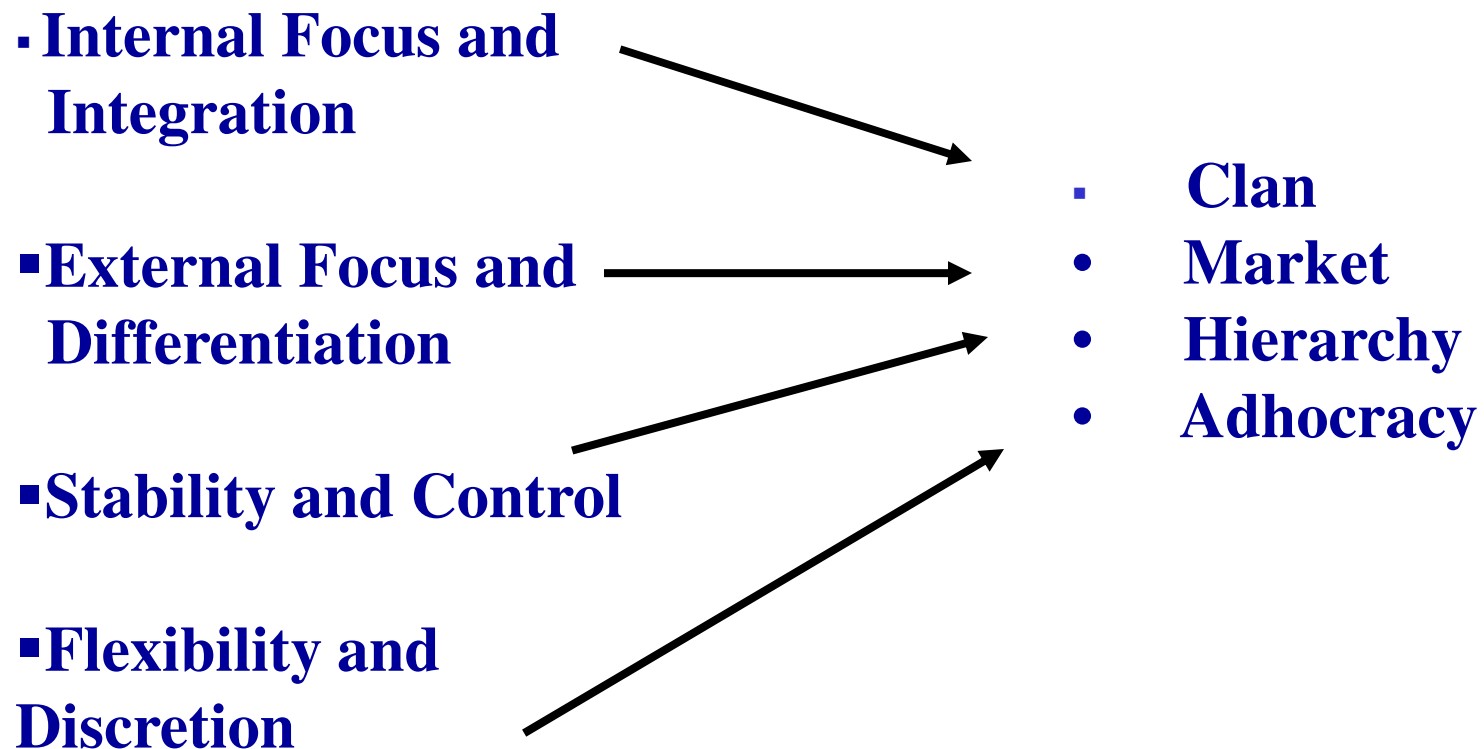 ▪ Internal Focus and
Integration
▪External Focus and
Differentiation
▪Stability and Control
▪Flexibility and
Discretion
▪ Clan
• Market
• Hierarchy
• Adhocracy